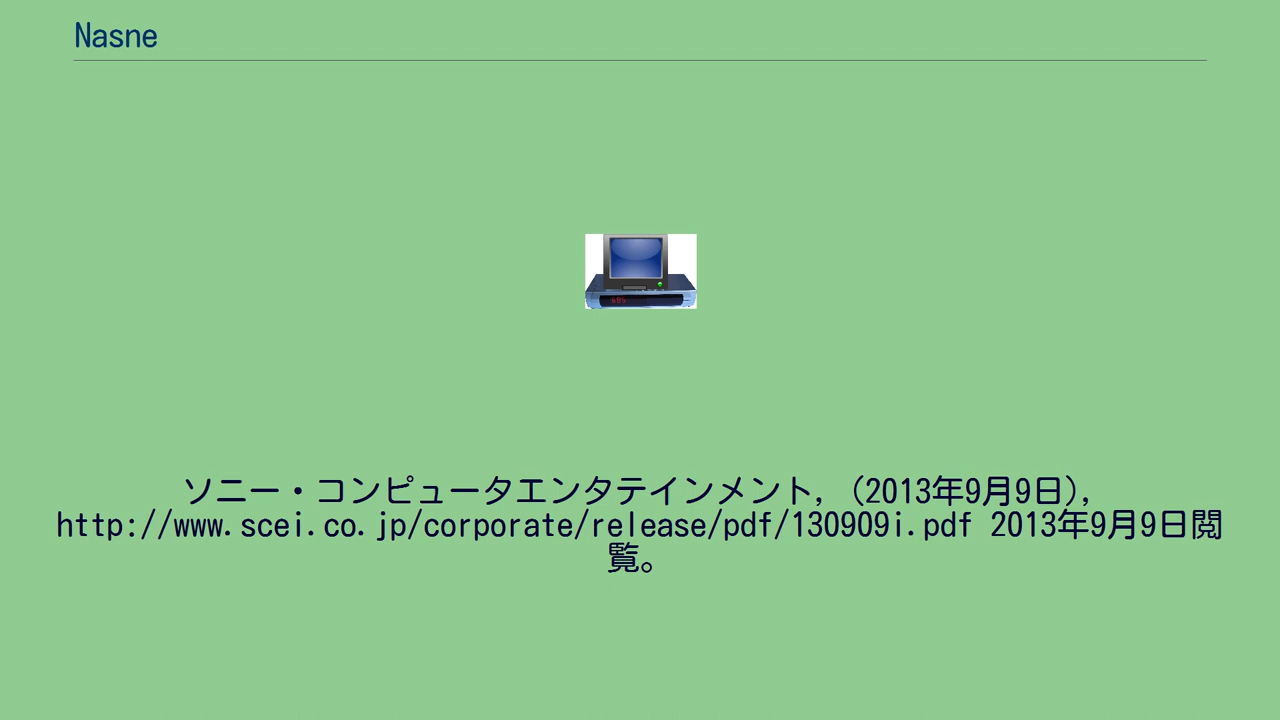 Nasne
ソニー・コンピュータエンタテインメント, (2013年9月9日),
http://www.scei.co.jp/corporate/release/pdf/130909i.pdf 2013年9月9日閲
覧。